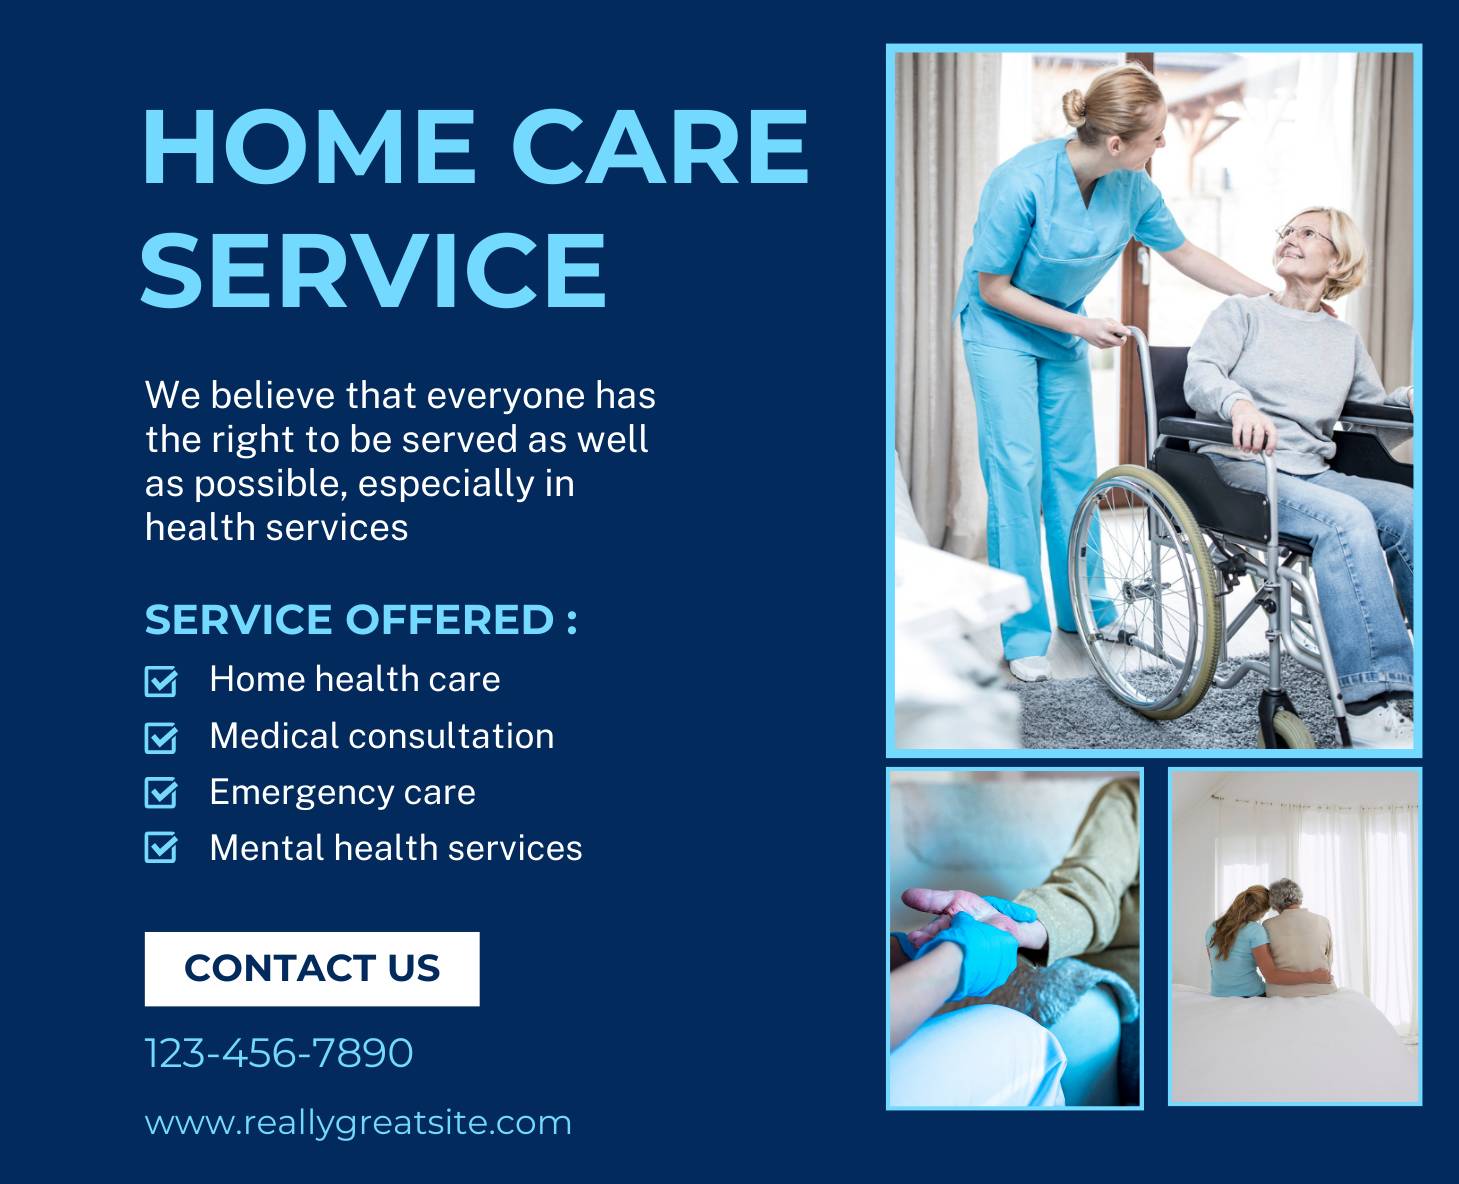 HOME CARE
SERVICE
We believe that everyone has
the right to be served as well
as possible, especially in
health services
SERVICE OFFERED :
Home health care
Medical consultation
Emergency care
Mental health services
CONTACT US
123-456-7890
www.reallygreatsite.com